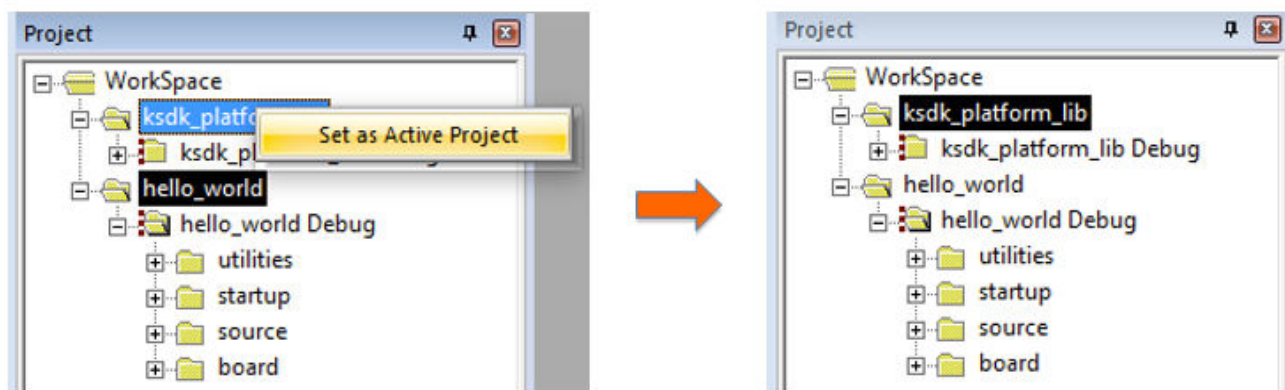 Project
WorkSpace
ksdk_platfo
Set as Active Project
ksdk_pl
hello_world
hello_world Debug
utilities
startup
source
board
Project
WorkSpace
ksdk_platform_lib
ksdk_platform_lib Debug
hello_world
hello_world Debug
utilities
startup
source
board